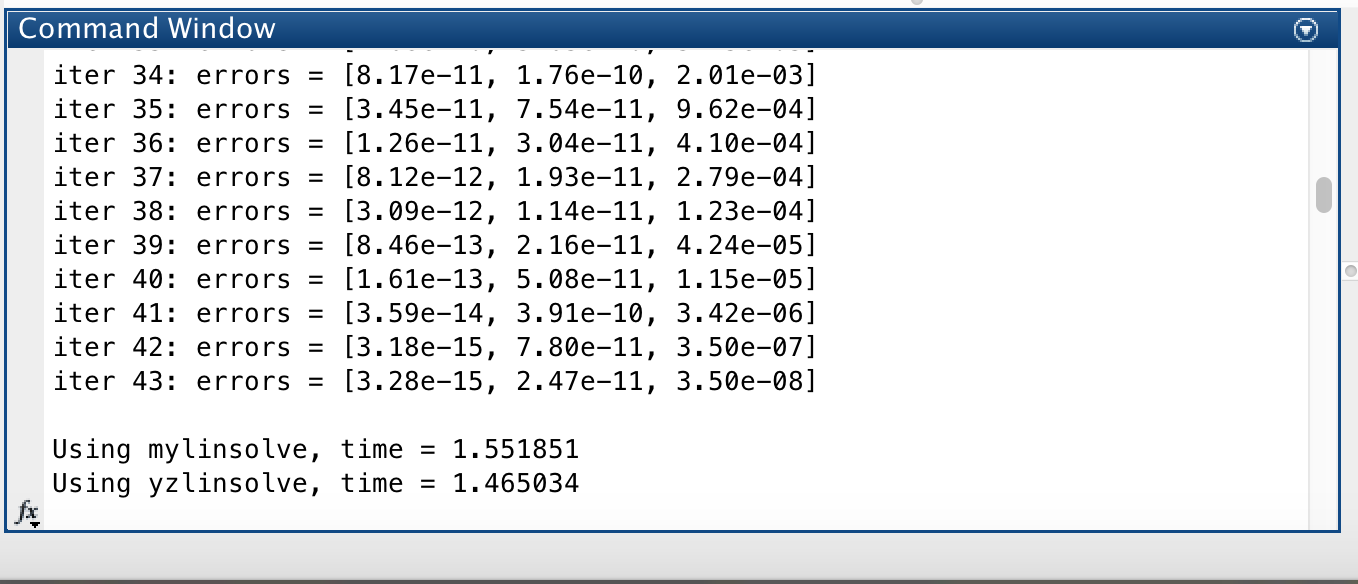 Command Window
iter 34: errors = [8.17e-11, 1.76e-10, 2.01e-03]
iter 35: errors = [3.45e-11, 7.54e-11, 9.62e-04]
iter 36: errors = [1.26e-11, 3.04e-11, 4.10e-04]
iter 37: errors = [8.12e-12, 1.93e-11, 2.79e-04]
iter 38: errors = [3.09e-12, 1.14e-11, 1.23e-04]
iter 39: errors = [8.46e-13, 2.16e-11, 4.24e-05]
iter 40: errors = [1.61e-13, 5.08e-11, 1.15e-05]
iter 41: errors = [3.59e-14, 3.91e-10, 3.42e-06]
iter 42: errors = [3.18e-15, 7.80e-11, 3.50e-07]
iter 43: errors = [3.28e-15, 2.47e-11, 3.50e-08]
Using mylinsolve, time = 1.551851
Using yzlinsolve, time = 1.465034
fx